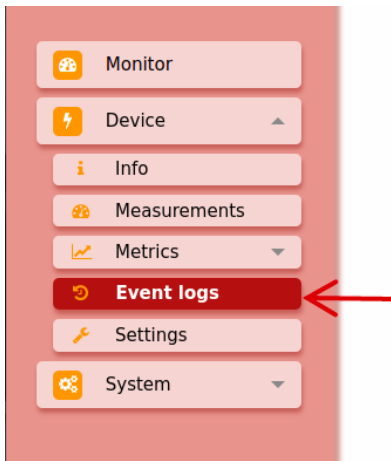 Monitor
Device
Info
Measurements
Metrics
Event logs
Settings
System